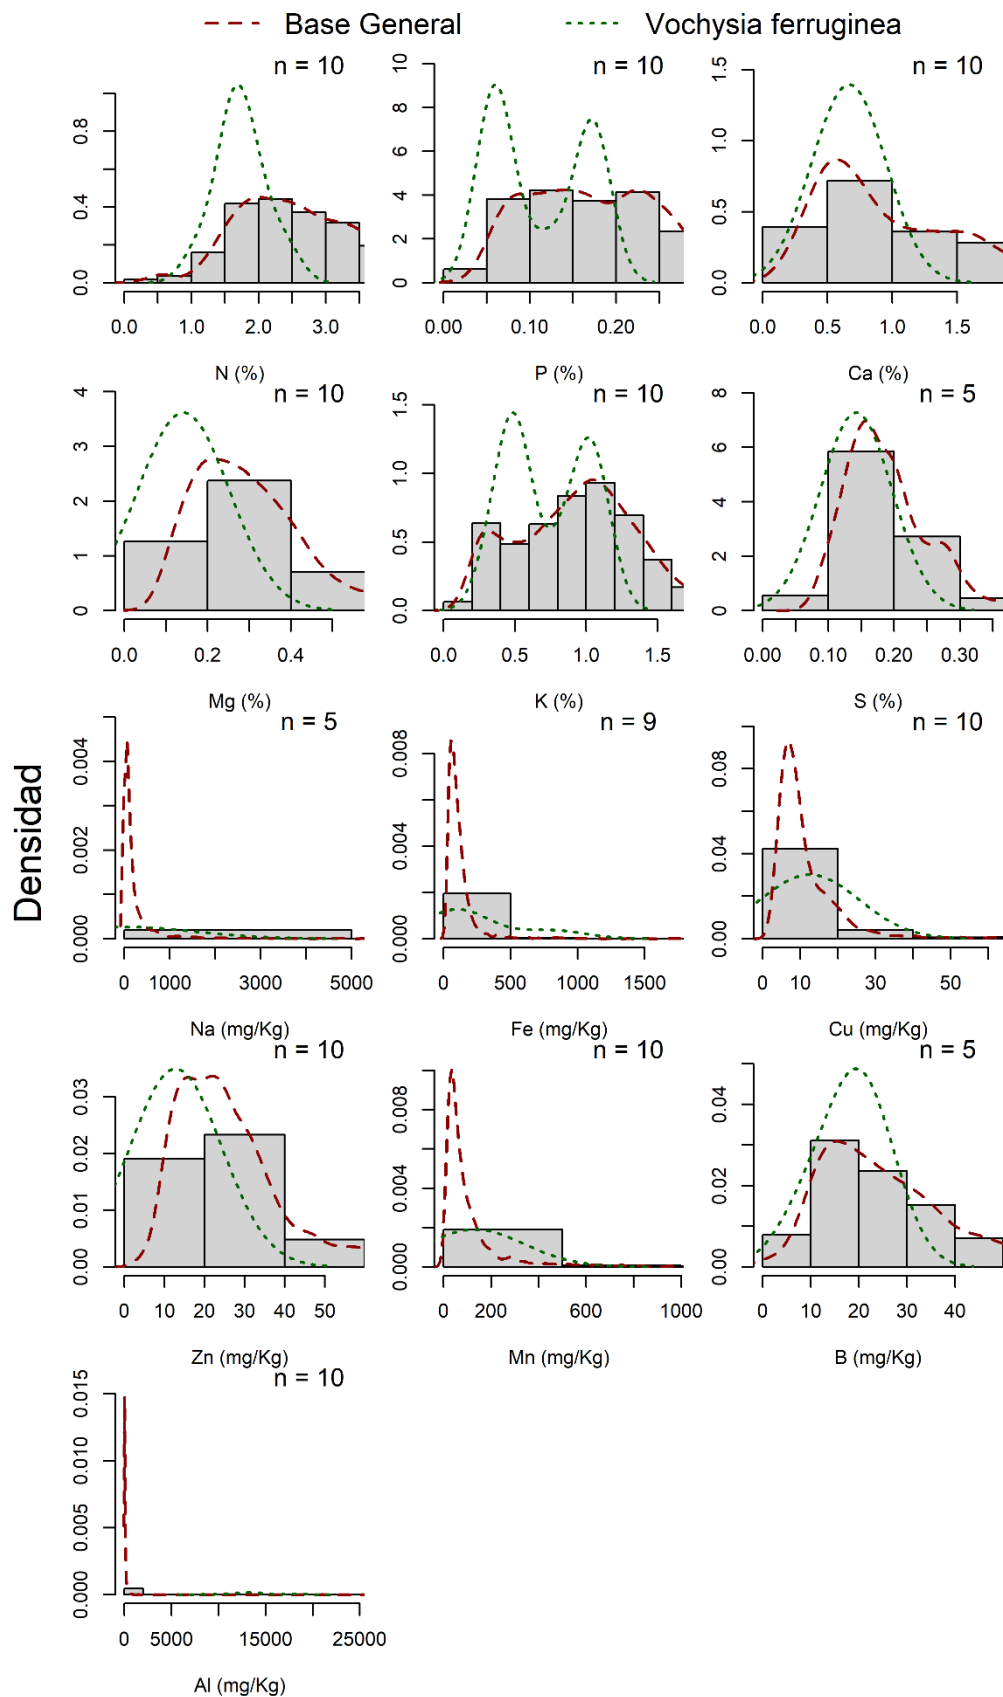 Base General Vochysia ferruginea
n = 10 n = 10 n = 10
0.0 0.4 0.8
0 2 4 6 8 10
0.0 0.5 1.0 1.5
0.0 1.0 2.0 3.0
0.00 0.10 0.20
0.0 0.5 1.0 1.5
N (%) P (%) Ca (%)
n = 10 n = 10 n = 5
0 1 2 3 4
0.0 0.5 1.0 1.5
0 2 4 6 8
0.0 0.2 0.4
0.0 0.5 1.0 1.5
0.00 0.10 0.20 0.30
Mg (%) K (%) S (%)
n = 5 n = 9 n = 10
Densidad
0.000 0.002 0.004
0.000 0.004 0.008
0.00 0.04 0.08
0 1000 3000 5000
0 500 1000 1500
0 10 30 50
Na (mg/Kg) Fe (mg/Kg) Cu (mg/Kg)
n = 10 n = 10 n = 5
0.00 0.01 0.02 0.03
0.000 0.004 0.008
0.00 0.02 0.04
0 10 20 30 40 50
0 200 600 1000
0 10 20 30 40
Zn (mg/Kg) Mn (mg/Kg) B (mg/Kg)
n = 10
0.000 0.005 0.010 0.015
0 5000 15000 25000
Al (mg/Kg)